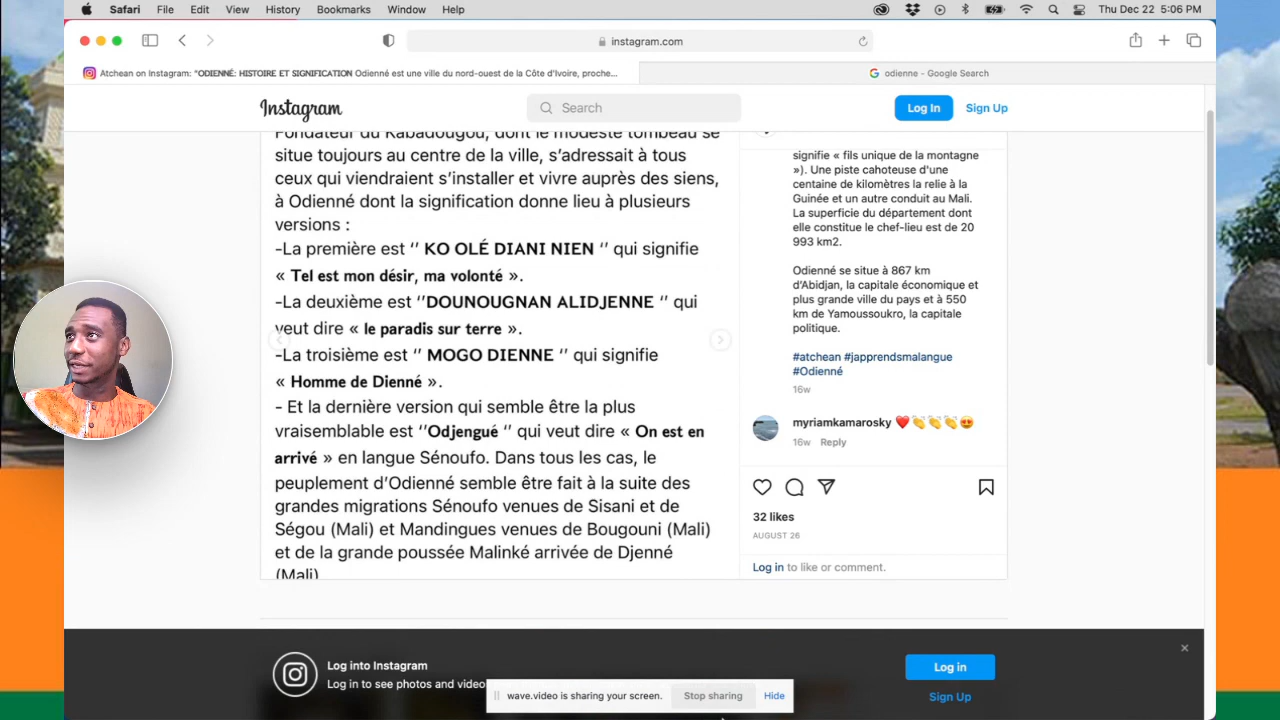 Safari File Edit View History Bookmarks Window Help Thu Dec 22 5:06 PM
instagram.com
Atchean on Instagram: "ODIENNÉ: HISTOIRE ET SIGNIFICATION Odienné est une ville du nord-ouest de la Côte d'Ivoire, proche...
odienne - Google Search
Instagram
Search
Log In
Sign Up
Fondateur du Kabadougou, dont le modeste tombeau se
situe toujours au centre de la ville, s'adressait à tous
ceux qui viendraient s'installer et vivre auprès des siens,
à Odienné dont la signification donne lieu à plusieurs
versions :
-La première est '' KO OLÉ DIANI NIEN '' qui signifie
« Tel est mon désir, ma volonté ».
-La deuxième est ''DOUNOUGNAN ALIDJENNE '' qui
veut dire « le paradis sur terre ».
-La troisième est '' MOGO DIENNE '' qui signifie
« Homme de Dienné ».
- Et la dernière version qui semble être la plus
vraisemblable est ''Odjengué '' qui veut dire « On est en
arrivé » en langue Sénoufo. Dans tous les cas, le
peuplement d'Odienné semble être fait à la suite des
grandes migrations Sénoufo venues de Sisani et de
Ségou (Mali) et Mandingues venues de Bougouni (Mali)
et de la grande poussée Malinké arrivée de Djenné
(Mali)
signifie « fils unique de la montagne
»). Une piste cahoteuse d'une
centaine de kilomètres la relie à la
Guinée et un autre conduit au Mali.
La superficie du département dont
elle constitue le chef-lieu est de 20
993 km2.
Odienné se situe à 867 km
d'Abidjan, la capitale économique et
plus grande ville du pays et à 550
km de Yamoussoukro, la capitale
politique.
#atchean #japprendsmalangue
#Odienné
16w
myriamkamarosky ❤️👏👏👏😍
16w Reply
32 likes
AUGUST 26
Log in to like or comment.
Log into Instagram
Log in to see photos and video
Log in
Sign Up
wave.video is sharing your screen. Stop sharing Hide